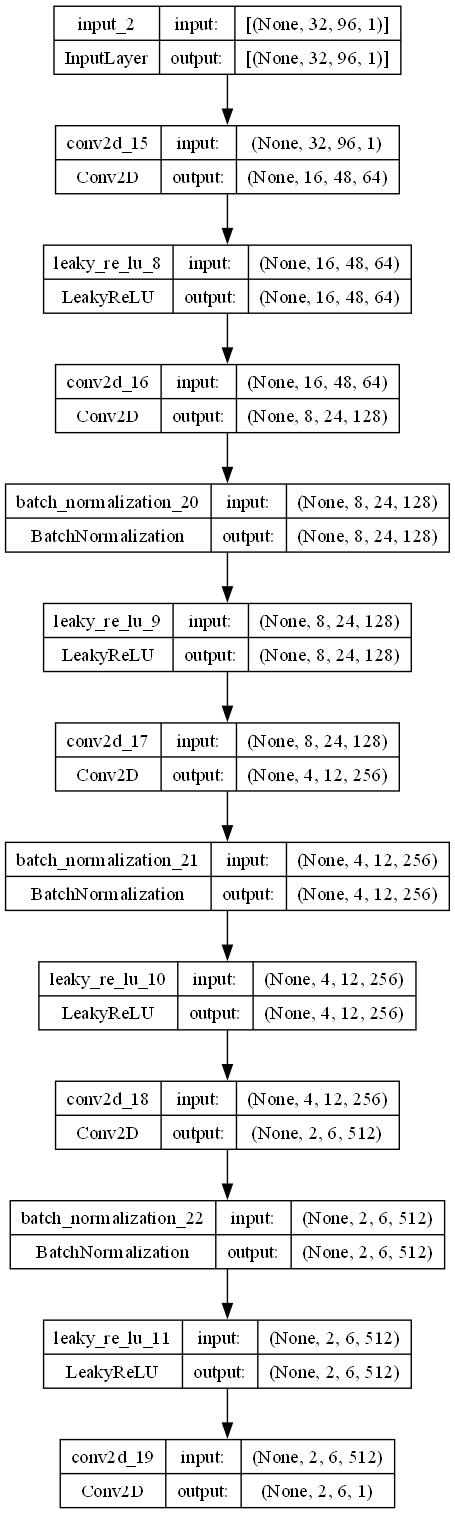 input_2 input: [(None, 32, 96, 1)]
InputLayer output: [(None, 32, 96, 1)]
conv2d_15 input: (None, 32, 96, 1)
Conv2D output: (None, 16, 48, 64)
leaky_re_lu_8 input: (None, 16, 48, 64)
LeakyReLU output: (None, 16, 48, 64)
conv2d_16 input: (None, 16, 48, 64)
Conv2D output: (None, 8, 24, 128)
batch_normalization_20 input: (None, 8, 24, 128)
BatchNormalization output: (None, 8, 24, 128)
leaky_re_lu_9 input: (None, 8, 24, 128)
LeakyReLU output: (None, 8, 24, 128)
conv2d_17 input: (None, 8, 24, 128)
Conv2D output: (None, 4, 12, 256)
batch_normalization_21 input: (None, 4, 12, 256)
BatchNormalization output: (None, 4, 12, 256)
leaky_re_lu_10 input: (None, 4, 12, 256)
LeakyReLU output: (None, 4, 12, 256)
conv2d_18 input: (None, 4, 12, 256)
Conv2D output: (None, 2, 6, 512)
batch_normalization_22 input: (None, 2, 6, 512)
BatchNormalization output: (None, 2, 6, 512)
leaky_re_lu_11 input: (None, 2, 6, 512)
LeakyReLU output: (None, 2, 6, 512)
conv2d_19 input: (None, 2, 6, 512)
Conv2D output: (None, 2, 6, 1)